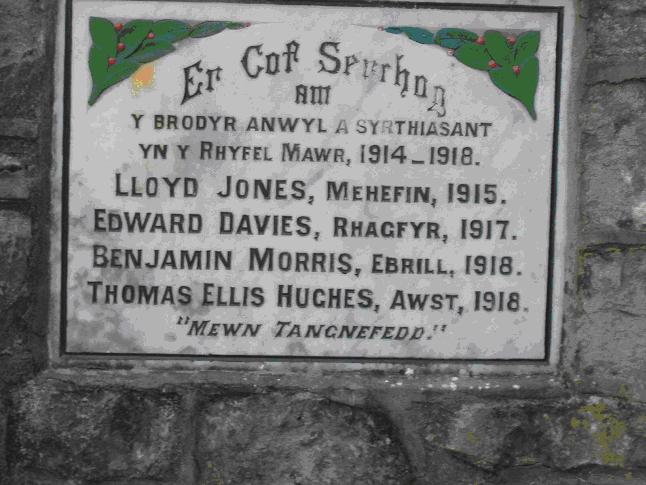 Er Cof Serchog
AM
Y BRODYR ANWYL A SYRTHIASANT
YN Y RHYFEL MAWR, 1914-1918.
LLOYD JONES, MEHEFIN, 1915.
EDWARD DAVIES, RHAGFYR, 1917.
BENJAMIN MORRIS, EBRILL, 1918.
THOMAS ELLIS HUGHES, AWST, 1918.
"MEWN TANGNEFEDD."